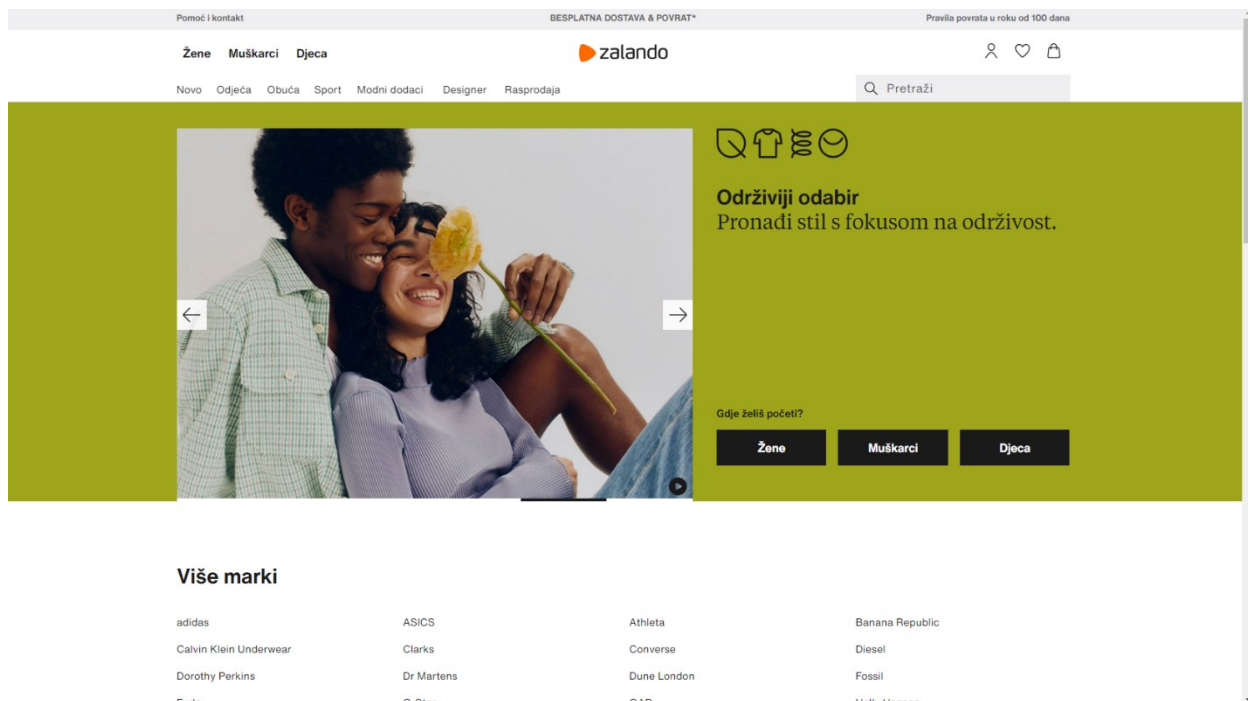 Pomoć i kontakt
BESPLATNA DOSTAVA & POVRAT*
Pravila povrata u roku od 100 dana
Žene Muškarci Djeca
zalando
Novo Odjeća Obuća Sport Modni dodaci Designer Rasprodaja
Pretraži
Održiviji odabir
Pronađi stil s fokusom na održivost.
Gdje želiš početi?
Žene Muškarci Djeca
Više marki
adidas ASICS Athleta Banana Republic
Calvin Klein Underwear Clarks Converse Diesel
Dorothy Perkins Dr Martens Dune London Fossil